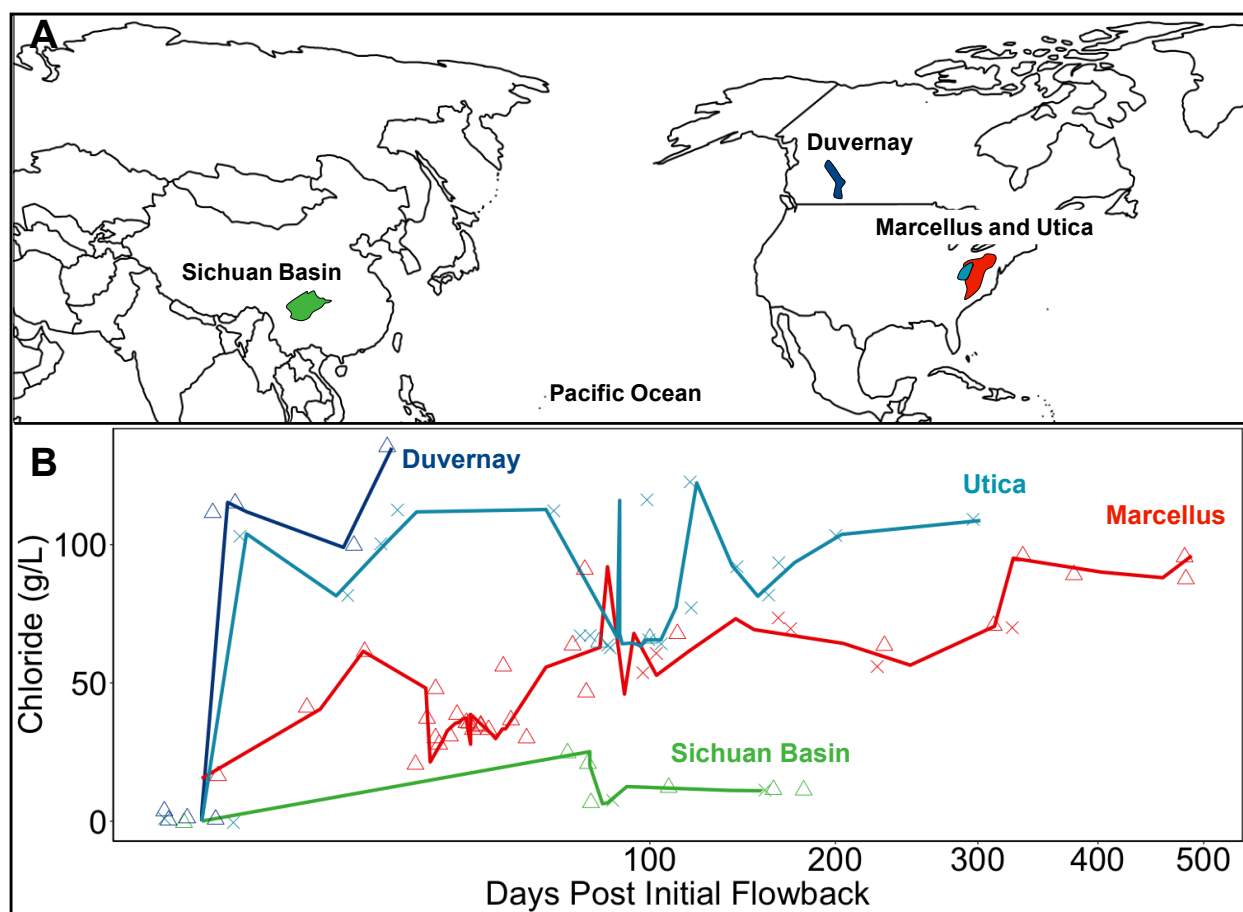 A
Duvernay
Marcellus and Utica
Sichuan Basin
Pacific Ocean
B
Duvernay
Utica
Marcellus
Sichuan Basin
Chloride (g/L)
100
50
0
100 200 300 400 500
Days Post Initial Flowback